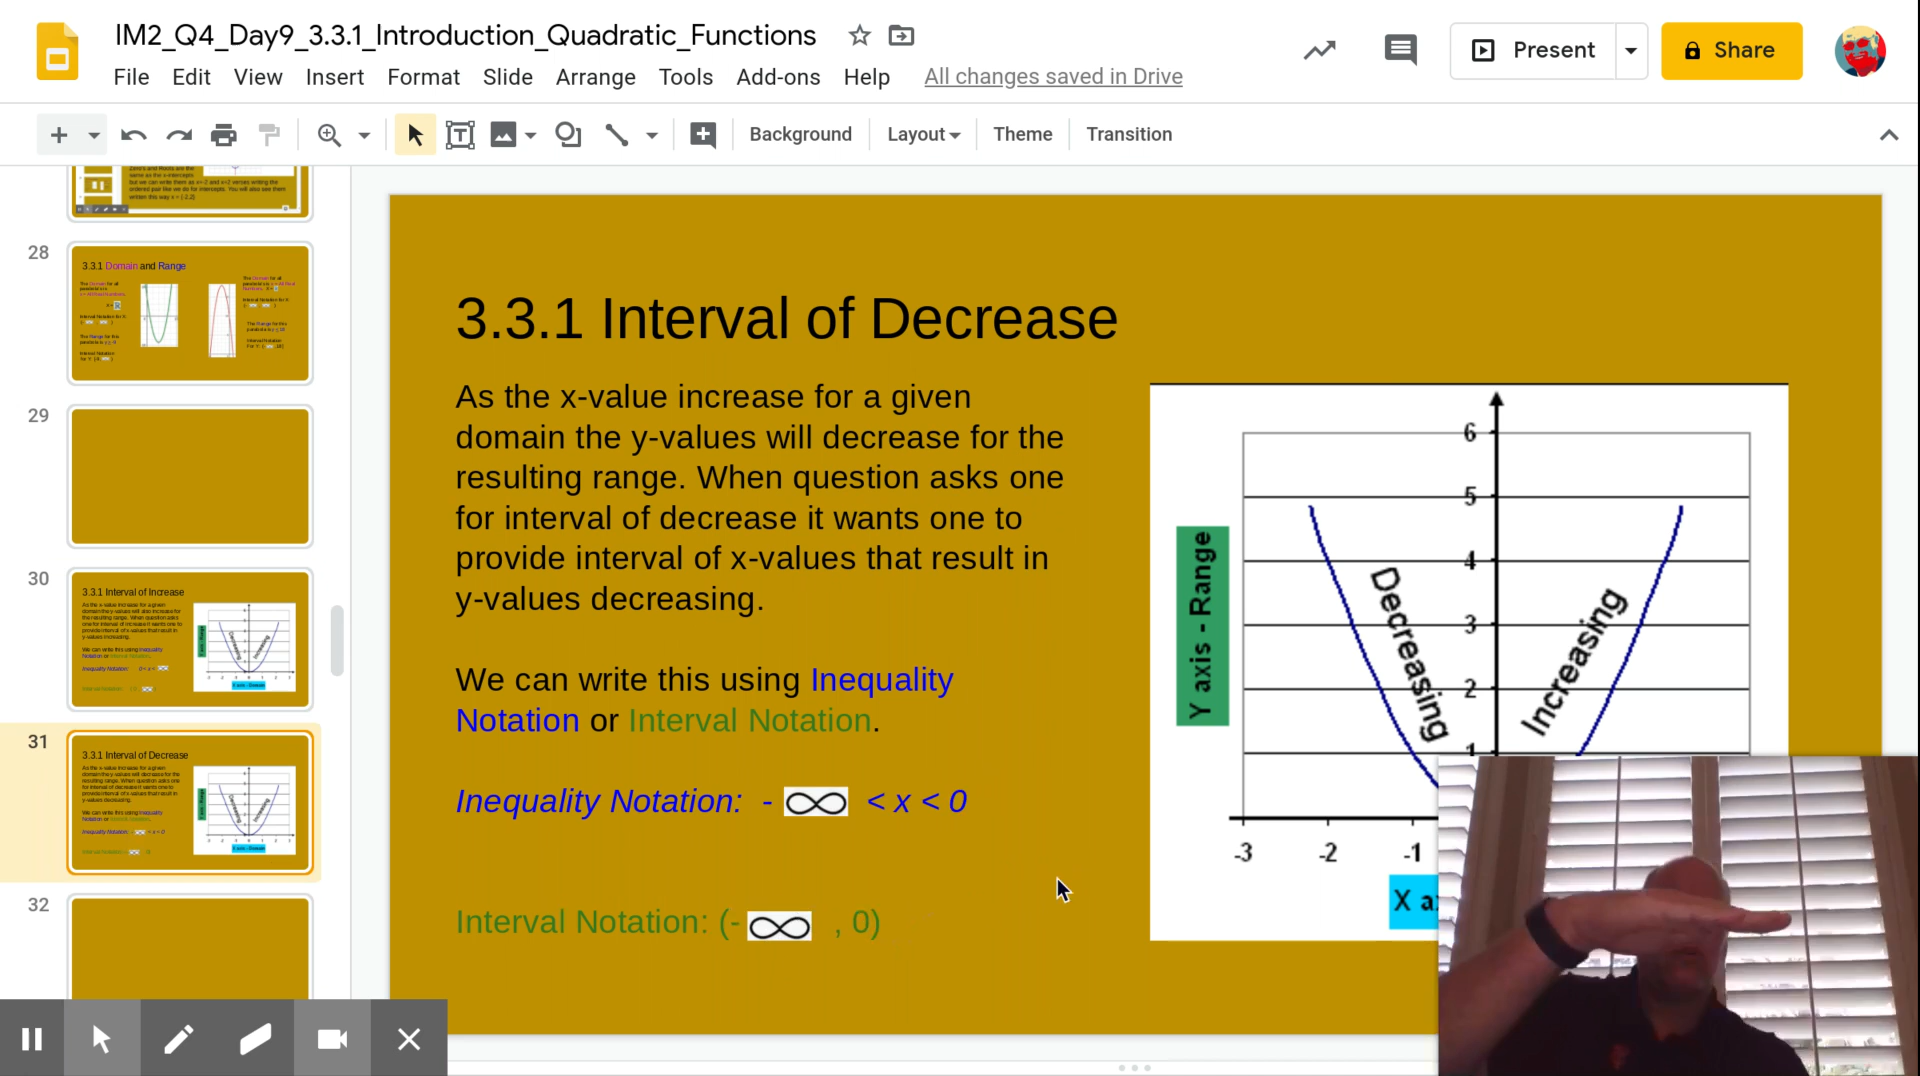 IM2_Q4_Day9_3.3.1_Introduction_Quadratic_Functions
File Edit View Insert Format Slide Arrange Tools Add-ons Help All changes saved in Drive
Present
Share
Background Layout Theme Transition
28
3.3.1 Domain and Range
29
30
3.3.1 Interval of Increase
31
3.3.1 Interval of Decrease
32
3.3.1 Interval of Decrease
As the x-value increase for a given
domain the y-values will decrease for the
resulting range. When question asks one
for interval of decrease it wants one to
provide interval of x-values that result in
y-values decreasing.
We can write this using Inequality
Notation or Interval Notation.
Inequality Notation: - ∞ < x < 0
Interval Notation: (- ∞ , 0)
6
5
4
3
2
1
-3 -2 -1
Y axis - Range
Decreasing
Increasing
X